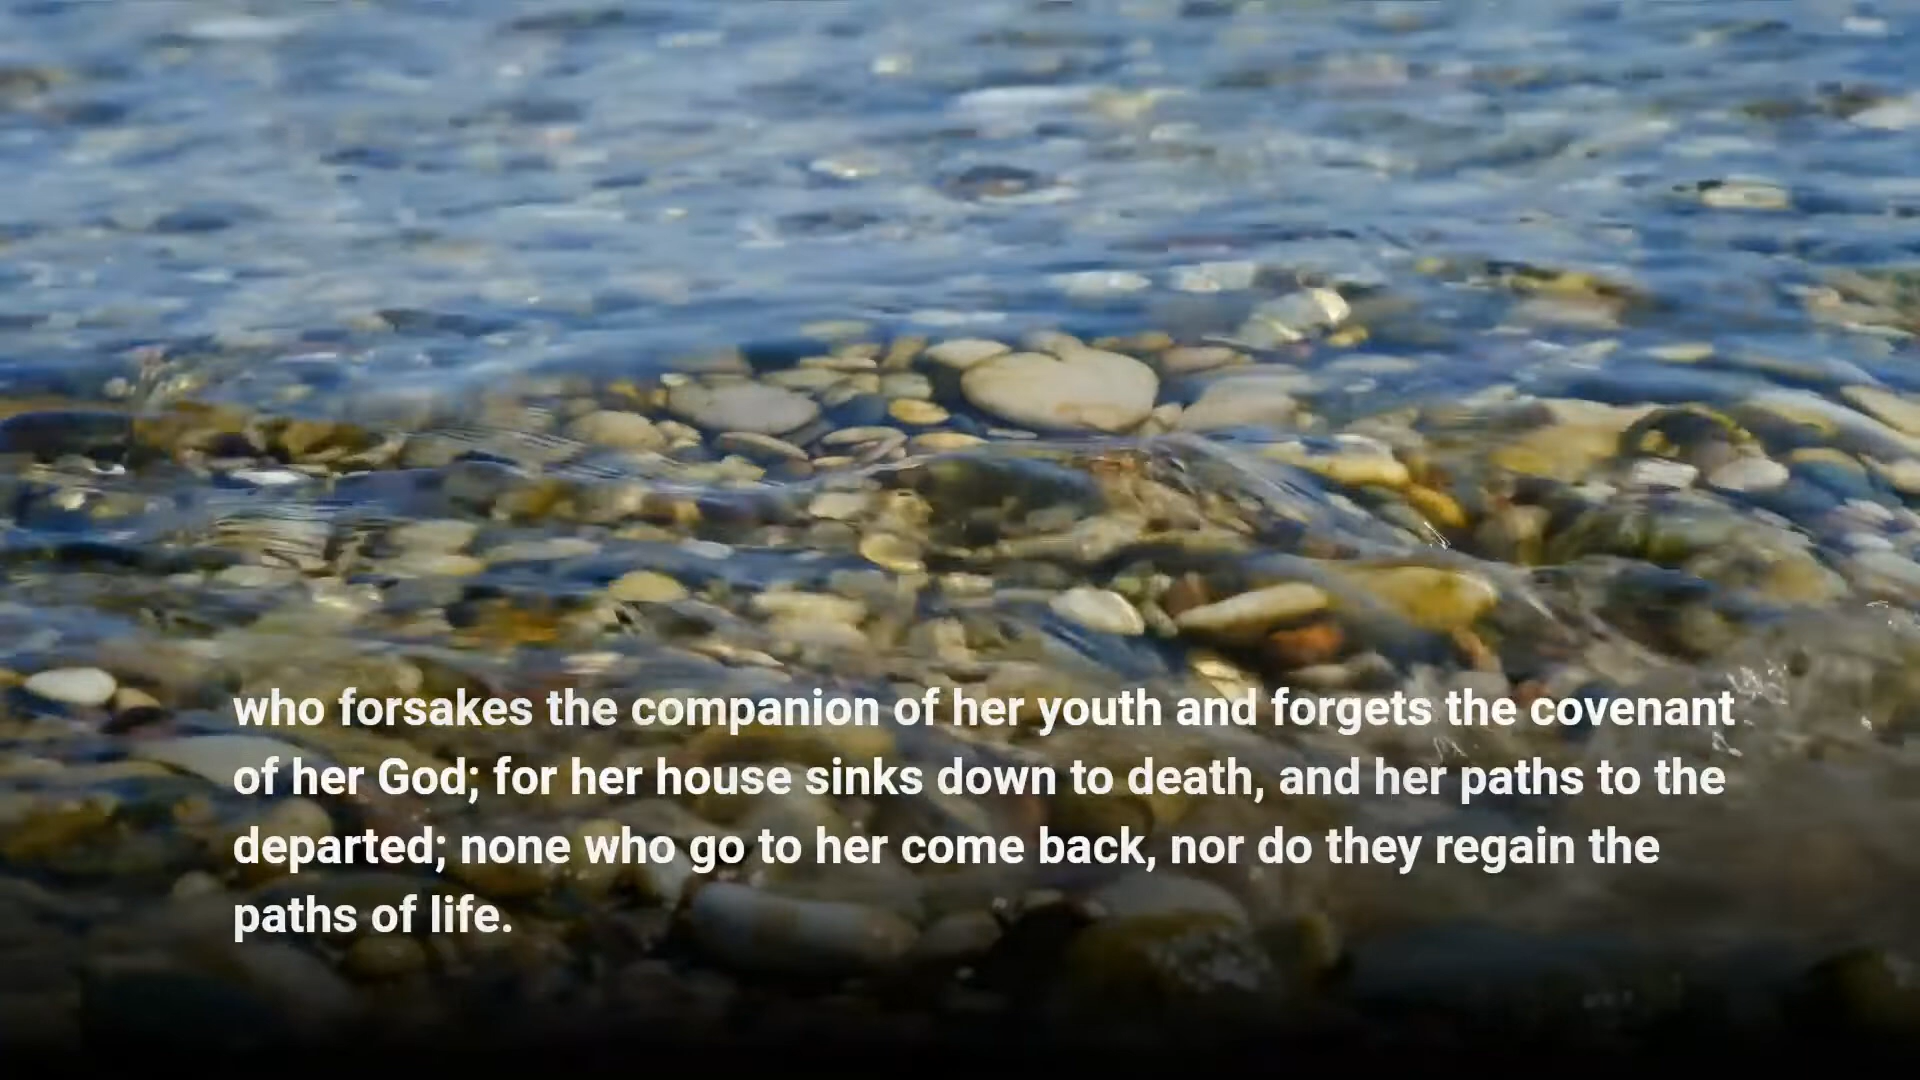 who forsakes the companion of her youth and forgets the covenant
of her God; for her house sinks down to death, and her paths to the
departed; none who go to her come back, nor do they regain the
paths of life.